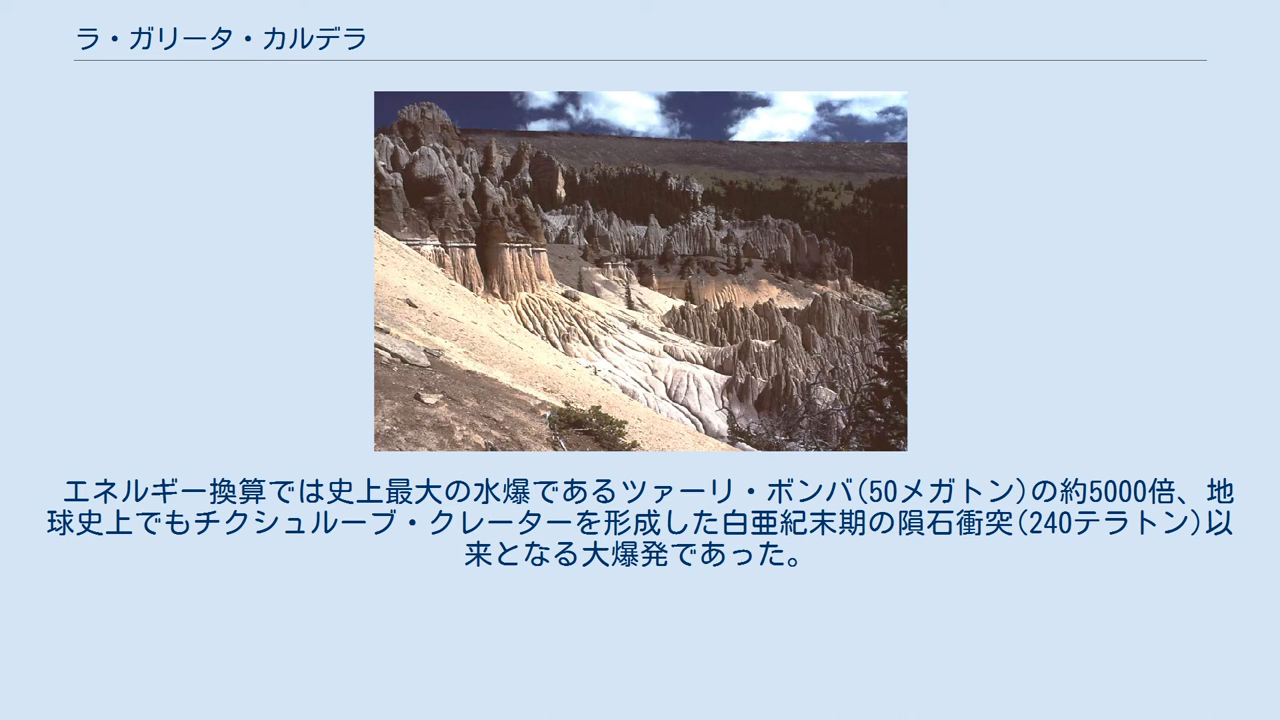 ラ・ガリータ・カルデラ
エネルギー換算では史上最大の水爆であるツァーリ・ボンバ(50メガトン)の約5000倍、地
球史上でもチクシュルーブ・クレーターを形成した白亜紀末期の隕石衝突(240テラトン)以
来となる大爆発であった。